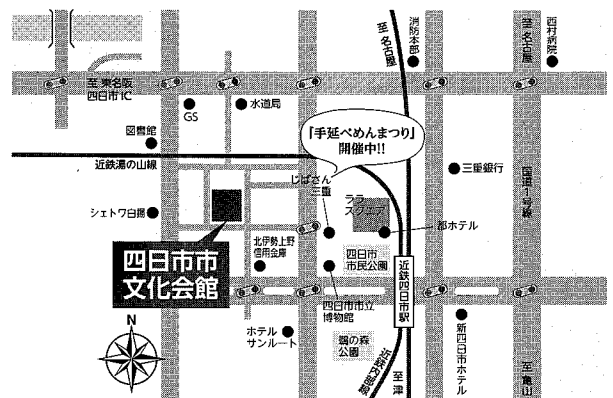 至 名古屋
消防本部
至 名古屋
西村病院
至 東名阪
四日市IC
GS
水道局
図書館
『手延べめんまつり』
開催中!!
近鉄湯の山線
じばさん
三重
三重銀行
国道1号線
ララ
スクエア
シェトワ白揚
都ホテル
北伊勢上野
信用金庫
四日市
市民公園
四日市市
文化会館
近鉄四日市駅
四日市市立
博物館
N
ホテル
サンルート
鵜の森
公園
近鉄内部線
至 津
新四日市ホテル
至 亀山